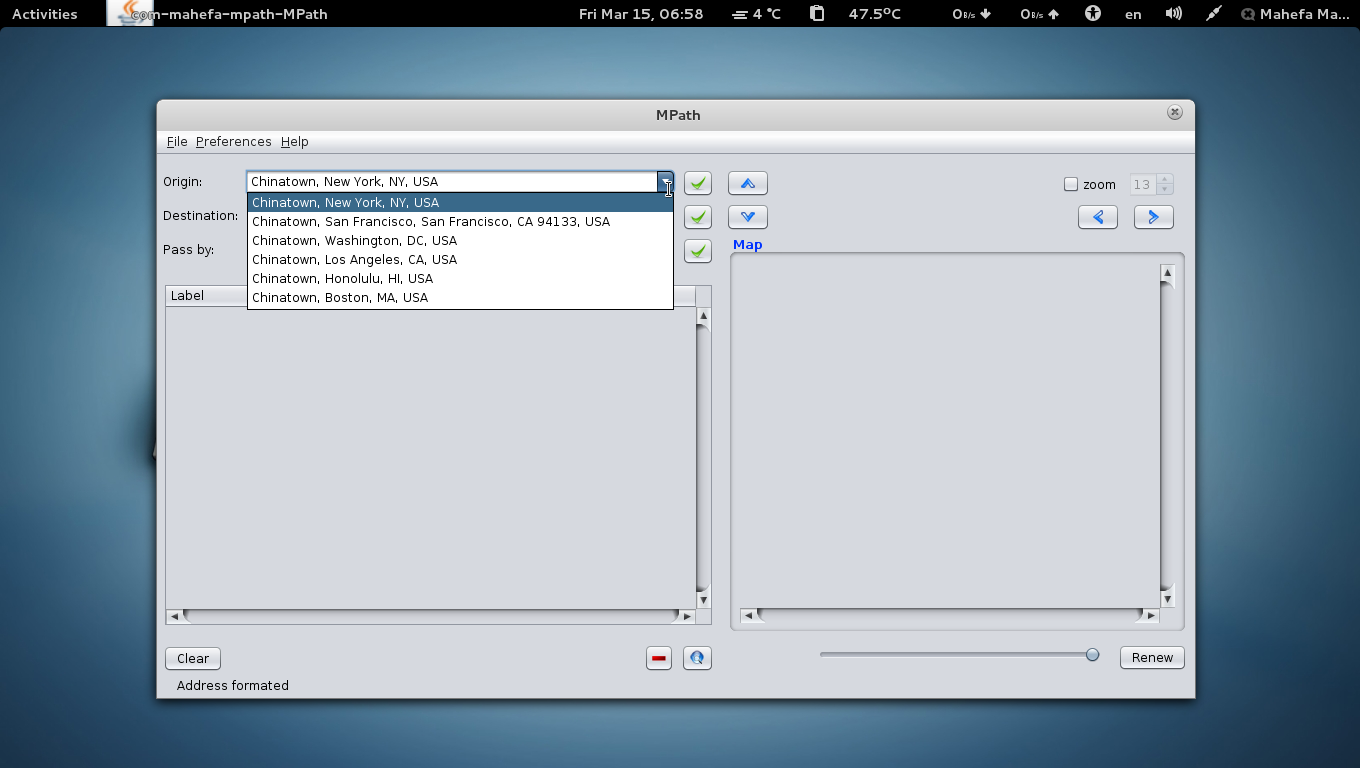 Activities com-mahefa-mpath-MPath Fri Mar 15, 06:58 4 °C 47.5°C 0B/s 0B/s en Mahefa Ma...
MPath
File Preferences Help
Origin: Chinatown, New York, NY, USA
zoom 13
Chinatown, New York, NY, USA
Destination: Chinatown, San Francisco, San Francisco, CA 94133, USA
Chinatown, Washington, DC, USA
Map
Pass by: Chinatown, Los Angeles, CA, USA
Chinatown, Honolulu, HI, USA
Label Chinatown, Boston, MA, USA
Clear Renew
Address formated